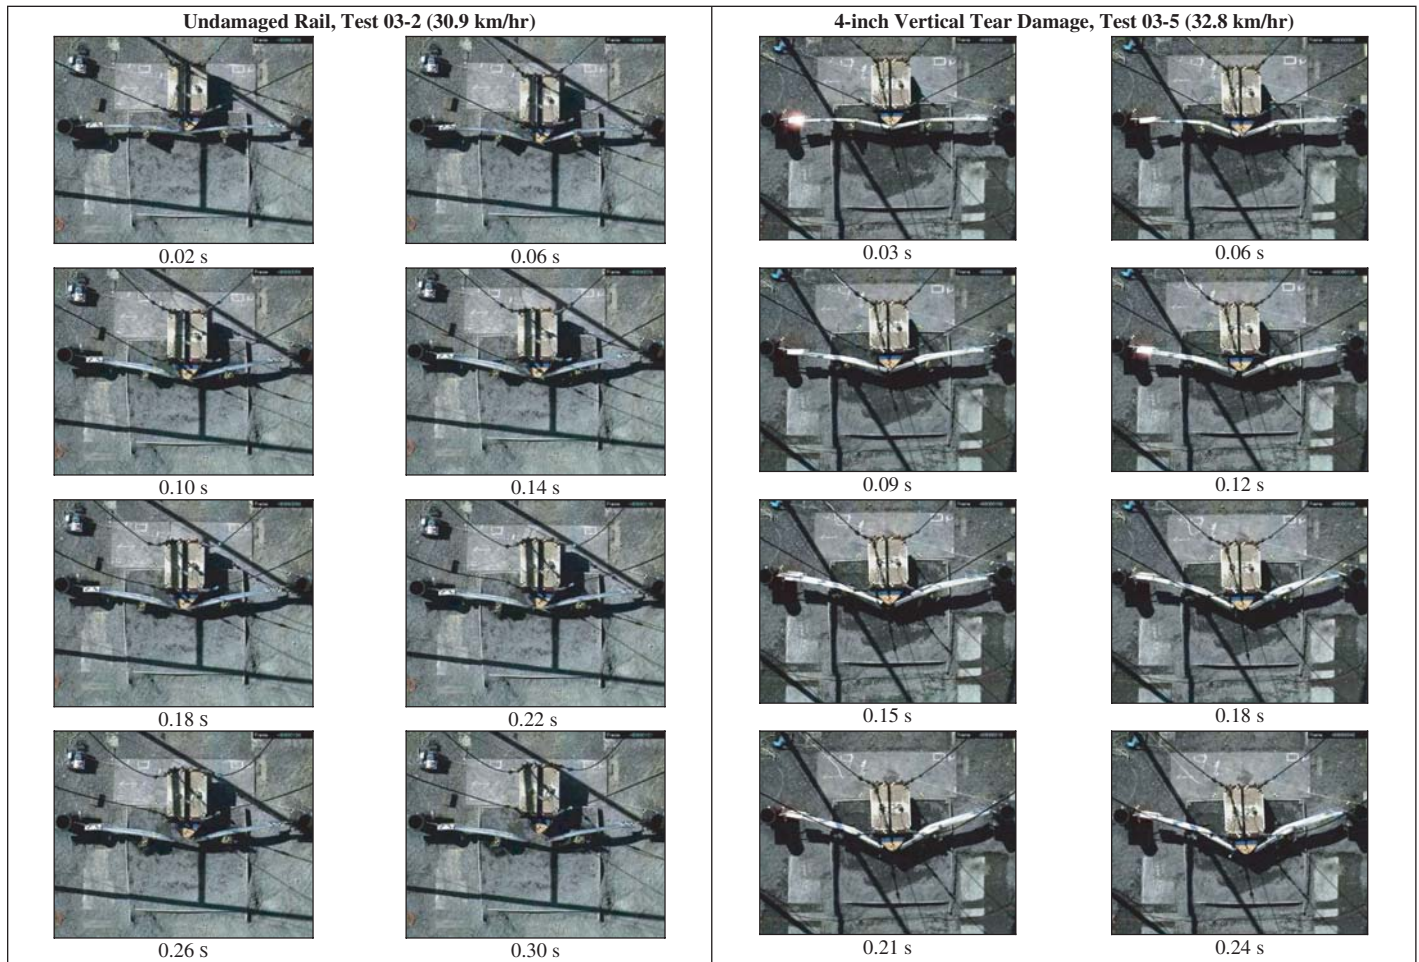 Undamaged Rail, Test 03-2 (30.9 km/hr)
0.02 s
0.06 s
0.10 s
0.14 s
0.18 s
0.22 s
0.26 s
0.30 s
4-inch Vertical Tear Damage, Test 03-5 (32.8 km/hr)
0.03 s
0.06 s
0.09 s
0.12 s
0.15 s
0.18 s
0.21 s
0.24 s